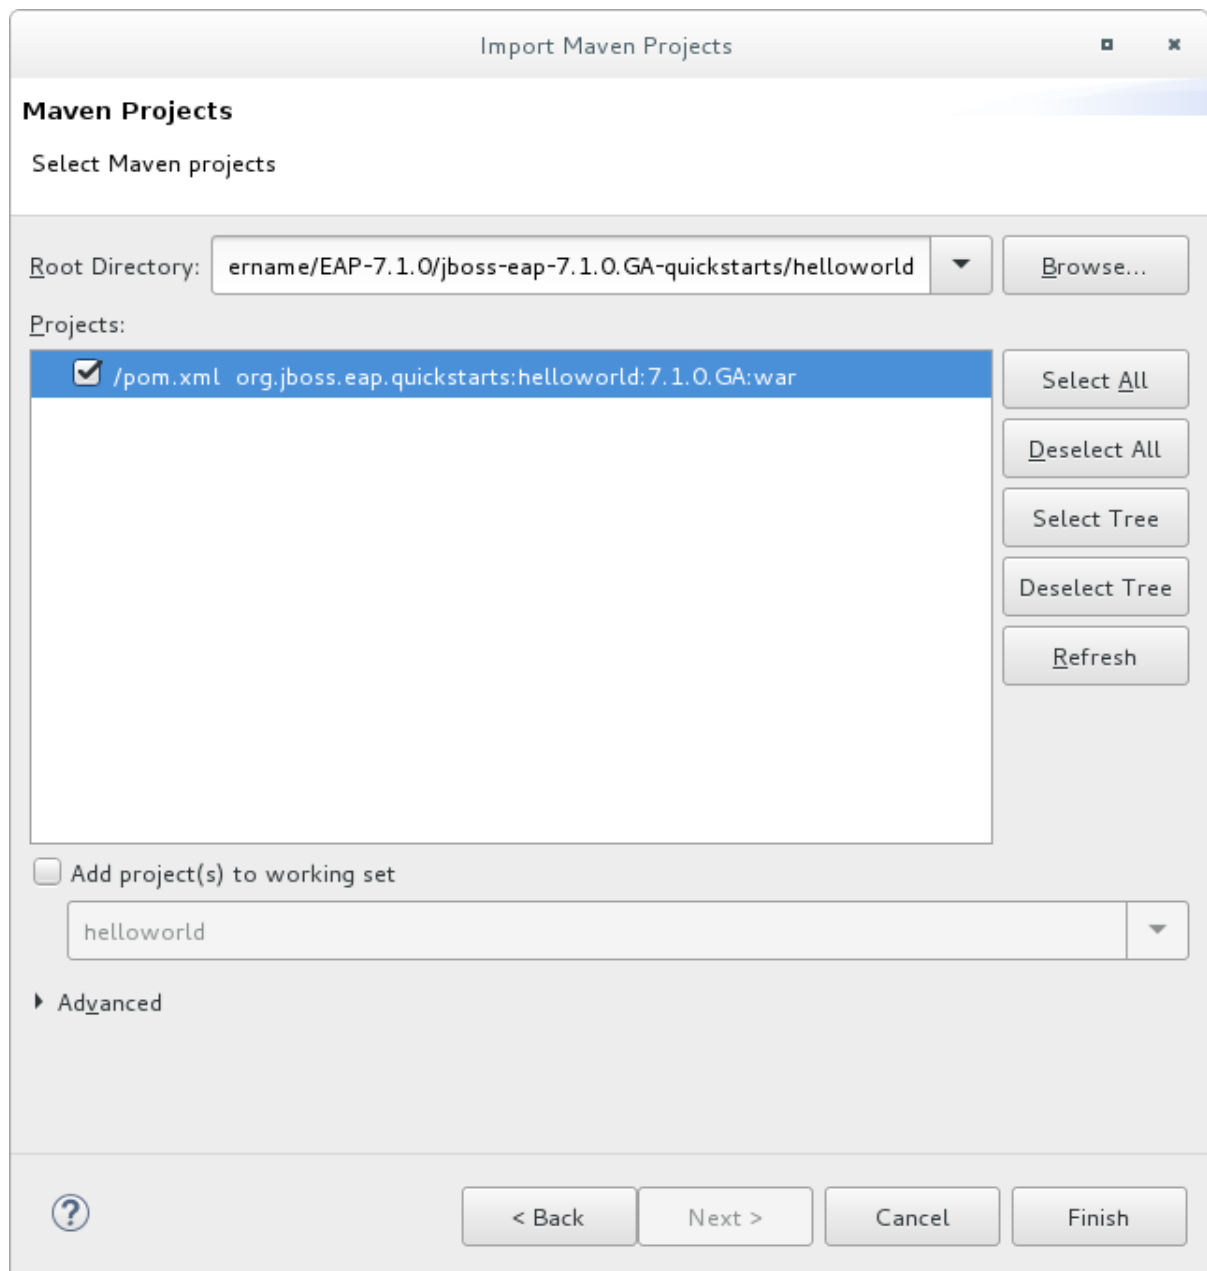 Import Maven Projects
Maven Projects
Select Maven projects
Root Directory: ername/EAP-7.1.0/jboss-eap-7.1.0.GA-quickstarts/helloworld Browse...
Projects:
/pom.xml org.jboss.eap.quickstarts:helloworld:7.1.0.GA:war
Select All
Deselect All
Select Tree
Deselect Tree
Refresh
Add project(s) to working set
helloworld
Advanced
? < Back Next > Cancel Finish